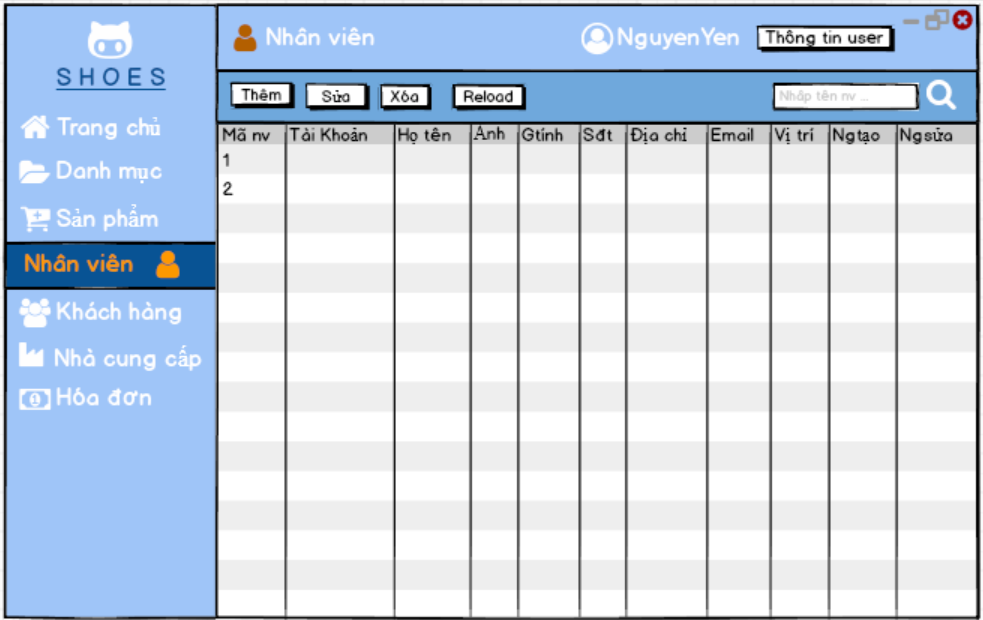 SHOES
Trang chủ
Danh mục
Sản phẩm
Nhân viên
Khách hàng
Nhà cung cấp
Hóa đơn
Nhân viên
NguyenYen
Thông tin user
Thêm
Sửa
Xóa
Reload
Nhập tên nv ...
Mã nv Tài Khoản Họ tên Ảnh Gtính Sđt Địa chỉ Email Vị trí Ngtạo Ngsửa
1
2